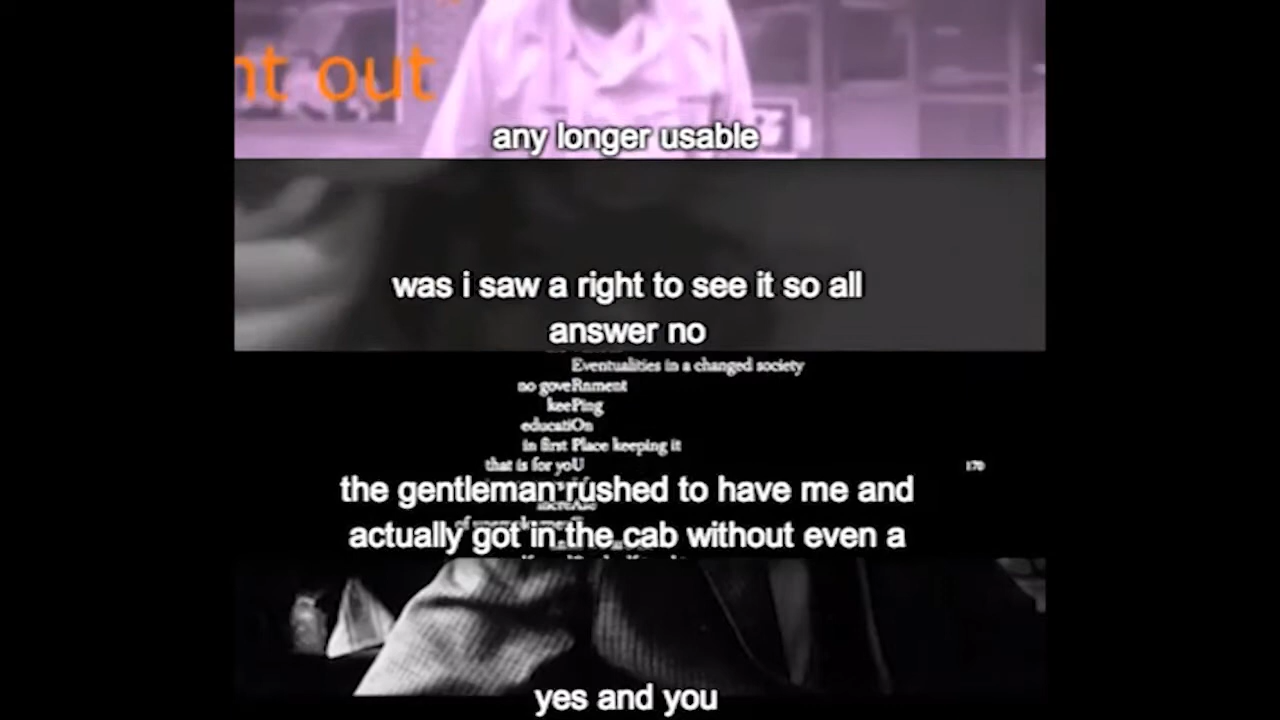 out
any longer usable
was i saw a right to see it so all
answer no
Eventualities in a changed society
no goveRnment
keePing
educatiOn
in first Place keeping it
that is for yoU
170
the gentleman rushed to have me and
actually got in the cab without even a
yes and you